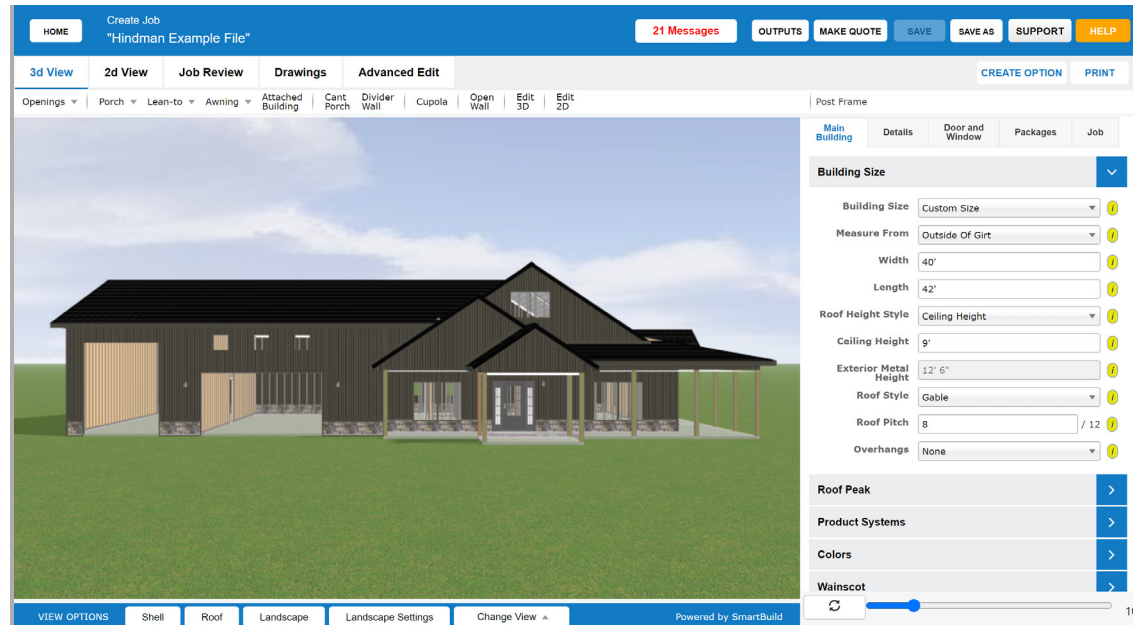 HOME
Create Job
"Hindman Example File"
21 Messages
OUTPUTS
MAKE QUOTE
SAVE
SAVE AS
SUPPORT
HELP
3d View
2d View
Job Review
Drawings
Advanced Edit
CREATE OPTION
PRINT
Openings
Porch
Lean-to
Awning
Attached
Building
Cant
Porch
Divider
Wall
Cupola
Open
Wall
Edit
3D
Edit
2D
Post Frame
Main
Building
Details
Door and
Window
Packages
Job
Building Size
Building Size
Custom Size
Measure From
Outside Of Girt
Width
40'
Length
42'
Roof Height Style
Ceiling Height
Ceiling Height
9'
Exterior Metal
Height
12' 6"
Roof Style
Gable
Roof Pitch
8
/ 12
Overhangs
None
Roof Peak
Product Systems
Colors
Wainscot
VIEW OPTIONS
Shell
Roof
Landscape
Landscape Settings
Change View
Powered by SmartBuild